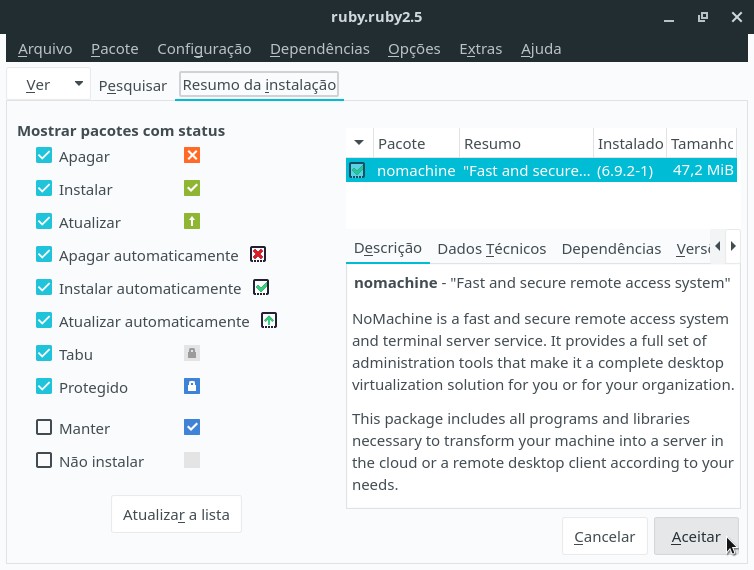 ruby.ruby2.5
Arquivo Pacote Configuração Dependências Opções Extras Ajuda
Ver Pesquisar Resumo da instalação
Mostrar pacotes com status
Apagar
Instalar
Atualizar
Apagar automaticamente
Instalar automaticamente
Atualizar automaticamente
Tabu
Protegido
Manter
Não instalar
Atualizar a lista
Pacote Resumo Instalado Tamanho
nomachine "Fast and secure... (6.9.2-1) 47,2 MiB
Descrição Dados Técnicos Dependências Versõ
nomachine - "Fast and secure remote access system"
NoMachine is a fast and secure remote access system
and terminal server service. It provides a full set of
administration tools that make it a complete desktop
virtualization solution for you or for your organization.
This package includes all programs and libraries
necessary to transform your machine into a server in
the cloud or a remote desktop client according to your
needs.
Cancelar Aceitar